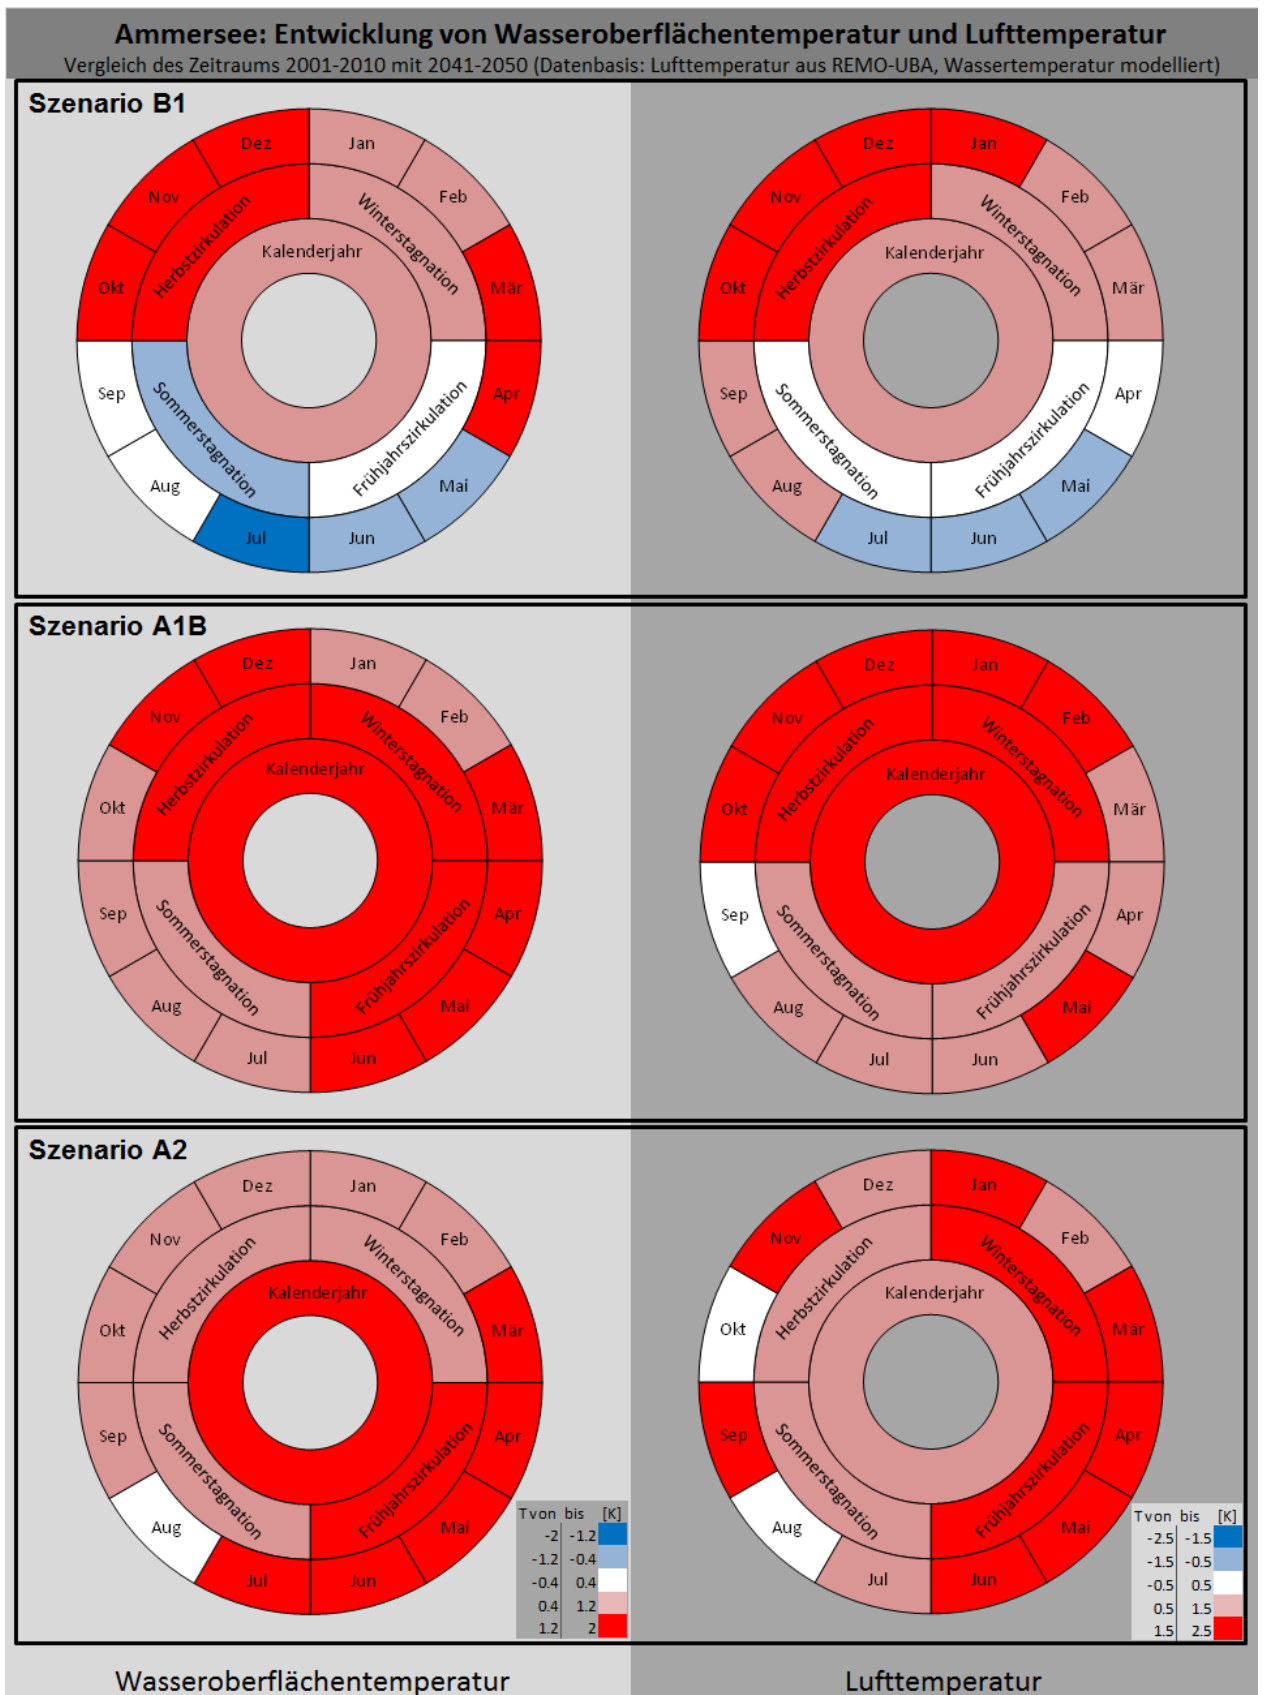 Ammersee: Entwicklung von Wasseroberflächentemperatur und Lufttemperatur
Vergleich des Zeitraums 2001-2010 mit 2041-2050 (Datenbasis: Lufttemperatur aus REMO-UBA, Wassertemperatur modelliert)
Szenario B1
Jan
Feb
Mär
Apr
Mai
Jun
Jul
Aug
Sep
Okt
Nov
Dez
Winterstagnation
Frühjahrszirkulation
Sommerstagnation
Herbstzirkulation
Kalenderjahr
Jan
Feb
Mär
Apr
Mai
Jun
Jul
Aug
Sep
Okt
Nov
Dez
Winterstagnation
Frühjahrszirkulation
Sommerstagnation
Herbstzirkulation
Kalenderjahr
Szenario A1B
Jan
Feb
Mär
Apr
Mai
Jun
Jul
Aug
Sep
Okt
Nov
Dez
Winterstagnation
Frühjahrszirkulation
Sommerstagnation
Herbstzirkulation
Kalenderjahr
Jan
Feb
Mär
Apr
Mai
Jun
Jul
Aug
Sep
Okt
Nov
Dez
Winterstagnation
Frühjahrszirkulation
Sommerstagnation
Herbstzirkulation
Kalenderjahr
Szenario A2
Jan
Feb
Mär
Apr
Mai
Jun
Jul
Aug
Sep
Okt
Nov
Dez
Winterstagnation
Frühjahrszirkulation
Sommerstagnation
Herbstzirkulation
Kalenderjahr
T von bis [K]
-2 -1.2
-1.2 -0.4
-0.4 0.4
0.4 1.2
1.2 2
Jan
Feb
Mär
Apr
Mai
Jun
Jul
Aug
Sep
Okt
Nov
Dez
Winterstagnation
Frühjahrszirkulation
Sommerstagnation
Herbstzirkulation
Kalenderjahr
T von bis [K]
-2.5 -1.5
-1.5 -0.5
-0.5 0.5
0.5 1.5
1.5 2.5
Wasseroberflächentemperatur
Lufttemperatur